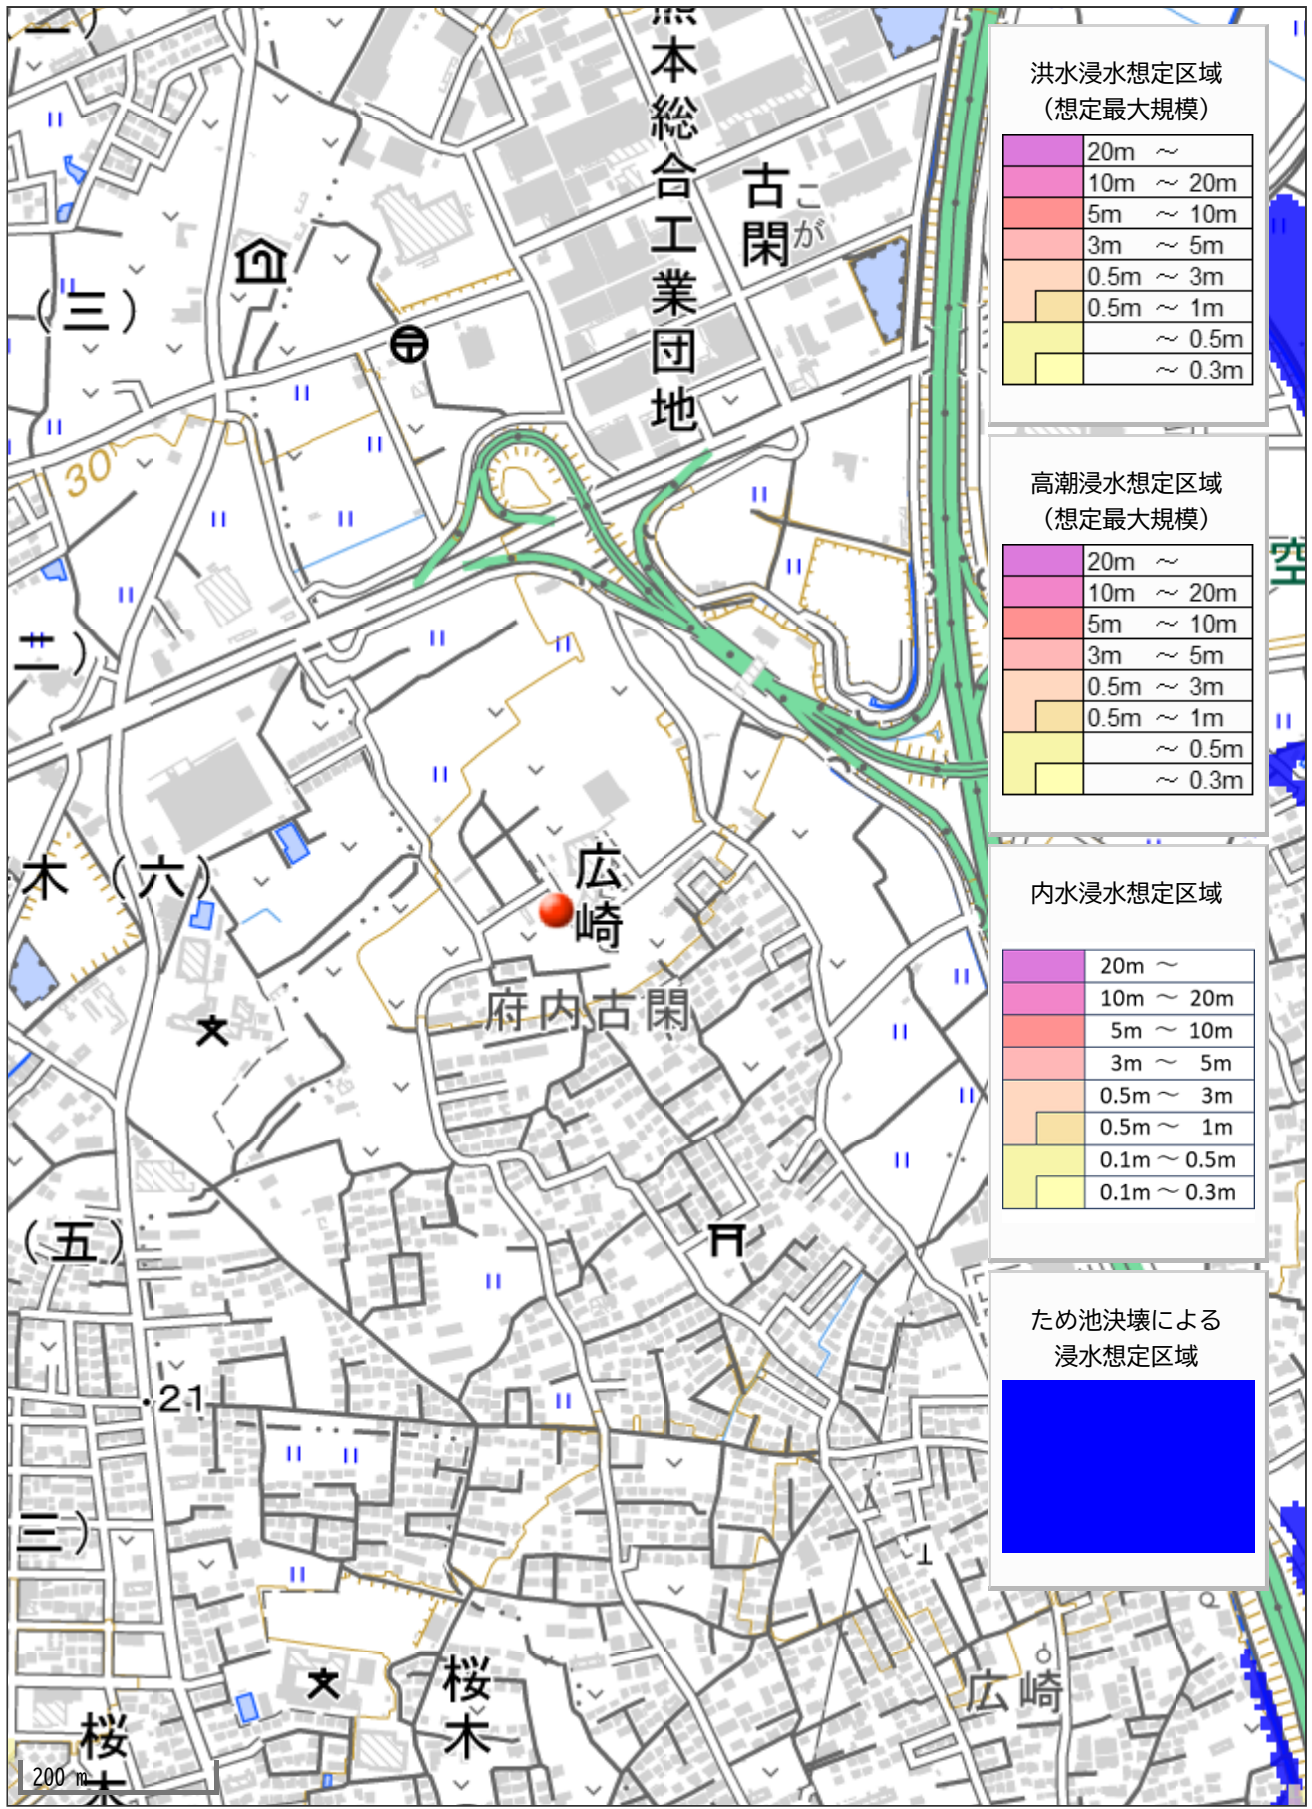 二)
熊本総合工業団地
古閑
こが
(三)
30
二)
空
木(六)
広崎
府内古閑
(五)
21
三)
桜木
広崎
桜木
200 m
洪水浸水想定区域
（想定最大規模）
20m ～
10m ～ 20m
5m ～ 10m
3m ～ 5m
0.5m ～ 3m
0.5m ～ 1m
～ 0.5m
～ 0.3m
高潮浸水想定区域
（想定最大規模）
20m ～
10m ～ 20m
5m ～ 10m
3m ～ 5m
0.5m ～ 3m
0.5m ～ 1m
～ 0.5m
～ 0.3m
内水浸水想定区域
20m ～
10m ～ 20m
5m ～ 10m
3m ～ 5m
0.5m ～ 3m
0.5m ～ 1m
0.1m ～ 0.5m
0.1m ～ 0.3m
ため池決壊による
浸水想定区域